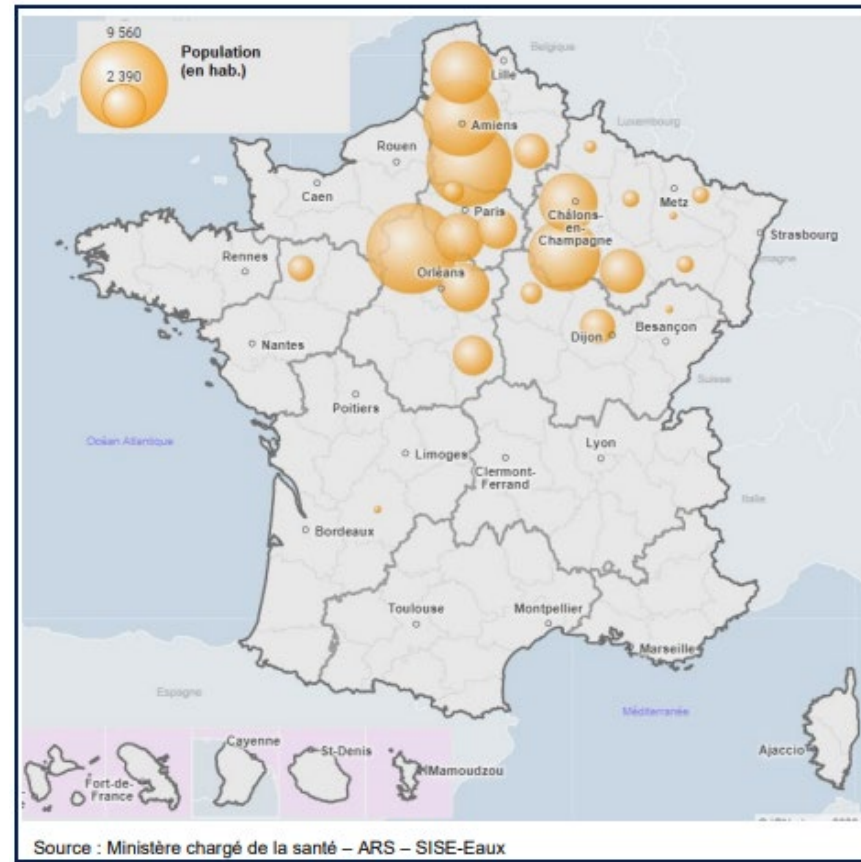 9 560
Population
(en hab.)
2 390
Belgique
Lille
Luxembourg
Amiens
Rouen
Caen
Paris
Metz
Châlons-
en-
Champagne
Strasbourg
Rennes
Orléans
Nantes
Dijon
Besançon
Suisse
Poitiers
Océan Atlantique
Limoges
Lyon
Clermont-
Ferrand
Italie
Bordeaux
Toulouse
Montpellier
Marseille
Espagne
Méditerranée
Ajaccio
Cayenne
St-Denis
Mamoudzou
Fort-de-
France
Source : Ministère chargé de la santé – ARS – SISE-Eaux